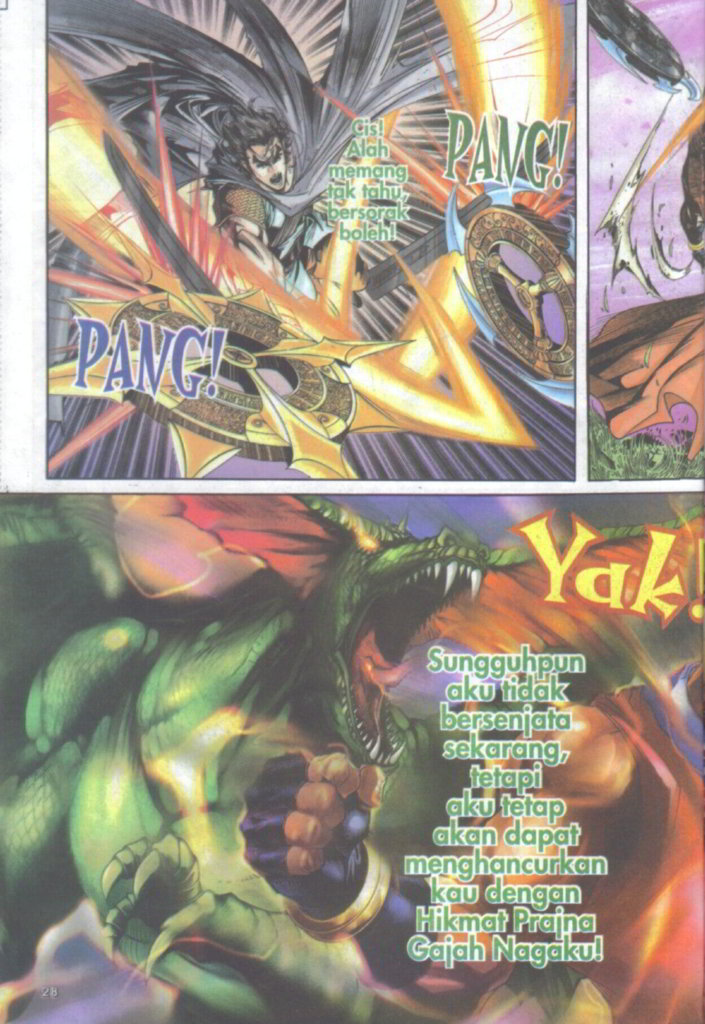 Cis!
Alah
memang
tak tahu,
bersorak
boleh!
PANG!
PANG!
Yak!
Sungguhpun
aku tidak
bersenjata
sekarang,
tetapi
aku tetap
akan dapat
menghancurkan
kau dengan
Hikmat Prajna
Gajah Nagaku!
28